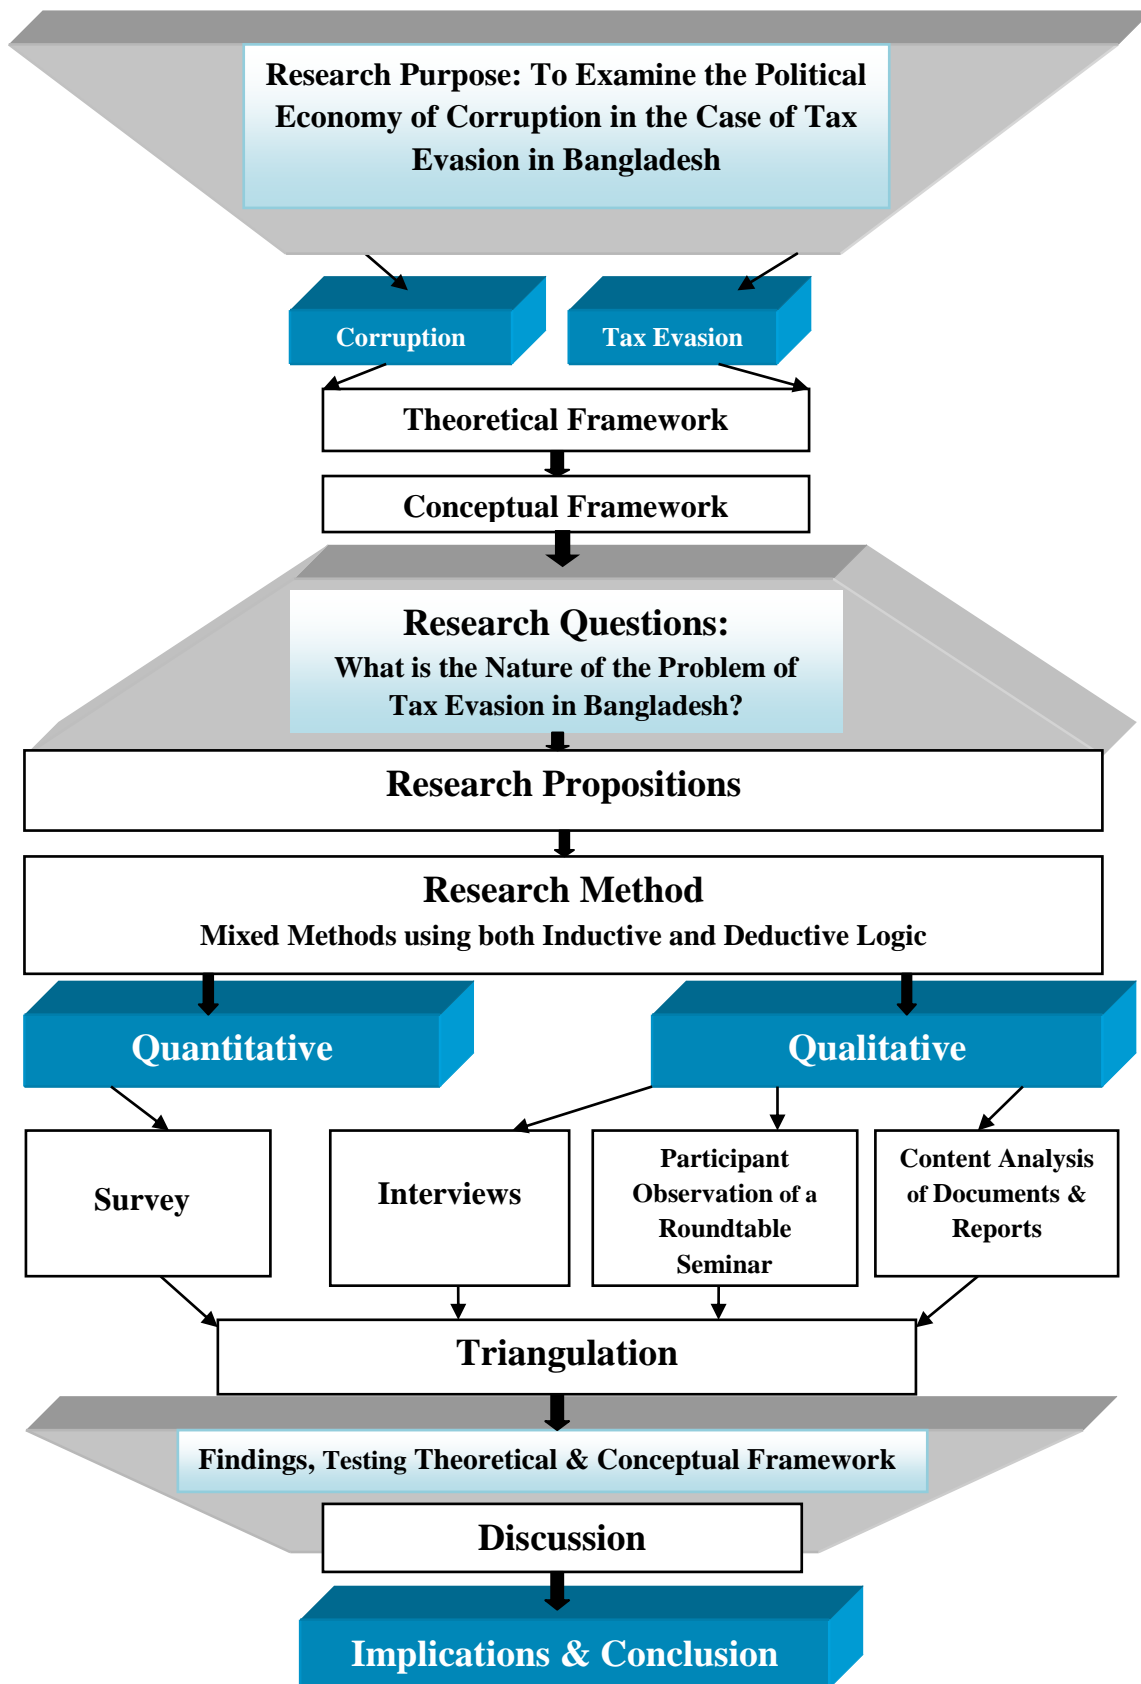 Research Purpose: To Examine the Political
Economy of Corruption in the Case of Tax
Evasion in Bangladesh
Corruption
Tax Evasion
Theoretical Framework
Conceptual Framework
Research Questions:
What is the Nature of the Problem of
Tax Evasion in Bangladesh?
Research Propositions
Research Method
Mixed Methods using both Inductive and Deductive Logic
Quantitative
Qualitative
Survey
Interviews
Participant
Observation of a
Roundtable
Seminar
Content Analysis
of Documents &
Reports
Triangulation
Findings, Testing Theoretical & Conceptual Framework
Discussion
Implications & Conclusion